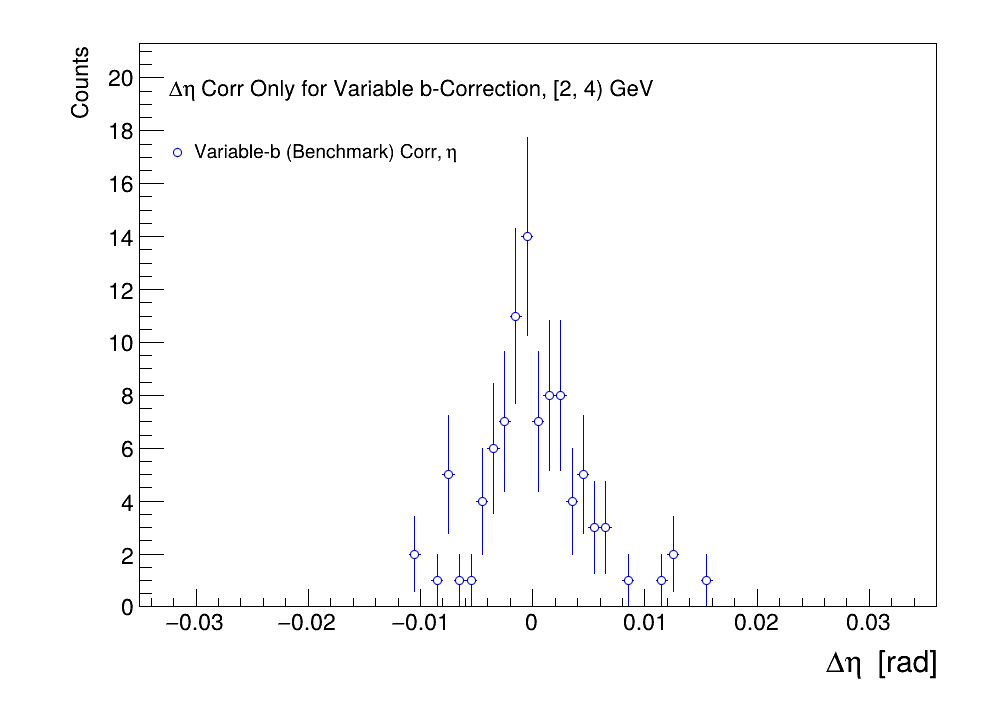 Counts
Δη Corr Only for Variable b-Correction, [2, 4) GeV
Variable-b (Benchmark) Corr, η
20
18
16
14
12
10
8
6
4
2
0
−0.03 −0.02 −0.01 0 0.01 0.02 0.03
Δη [rad]